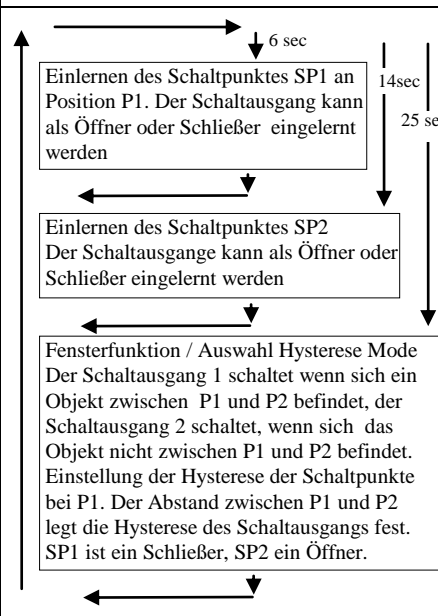 6 sec
14sec
25 se
Einlernen des Schaltpunktes SP1 an
Position P1. Der Schaltausgang kann
als Öffner oder Schließer eingelernt
werden
Einlernen des Schaltpunktes SP2
Der Schaltausgange kann als Öffner oder
Schließer eingelernt werden
Fensterfunktion / Auswahl Hysterese Mode
Der Schaltausgang 1 schaltet wenn sich ein
Objekt zwischen P1 und P2 befindet, der
Schaltausgang 2 schaltet, wenn sich das
Objekt nicht zwischen P1 und P2 befindet.
Einstellung der Hysterese der Schaltpunkte
bei P1. Der Abstand zwischen P1 und P2
legt die Hysterese des Schaltausgangs fest.
SP1 ist ein Schließer, SP2 ein Öffner.